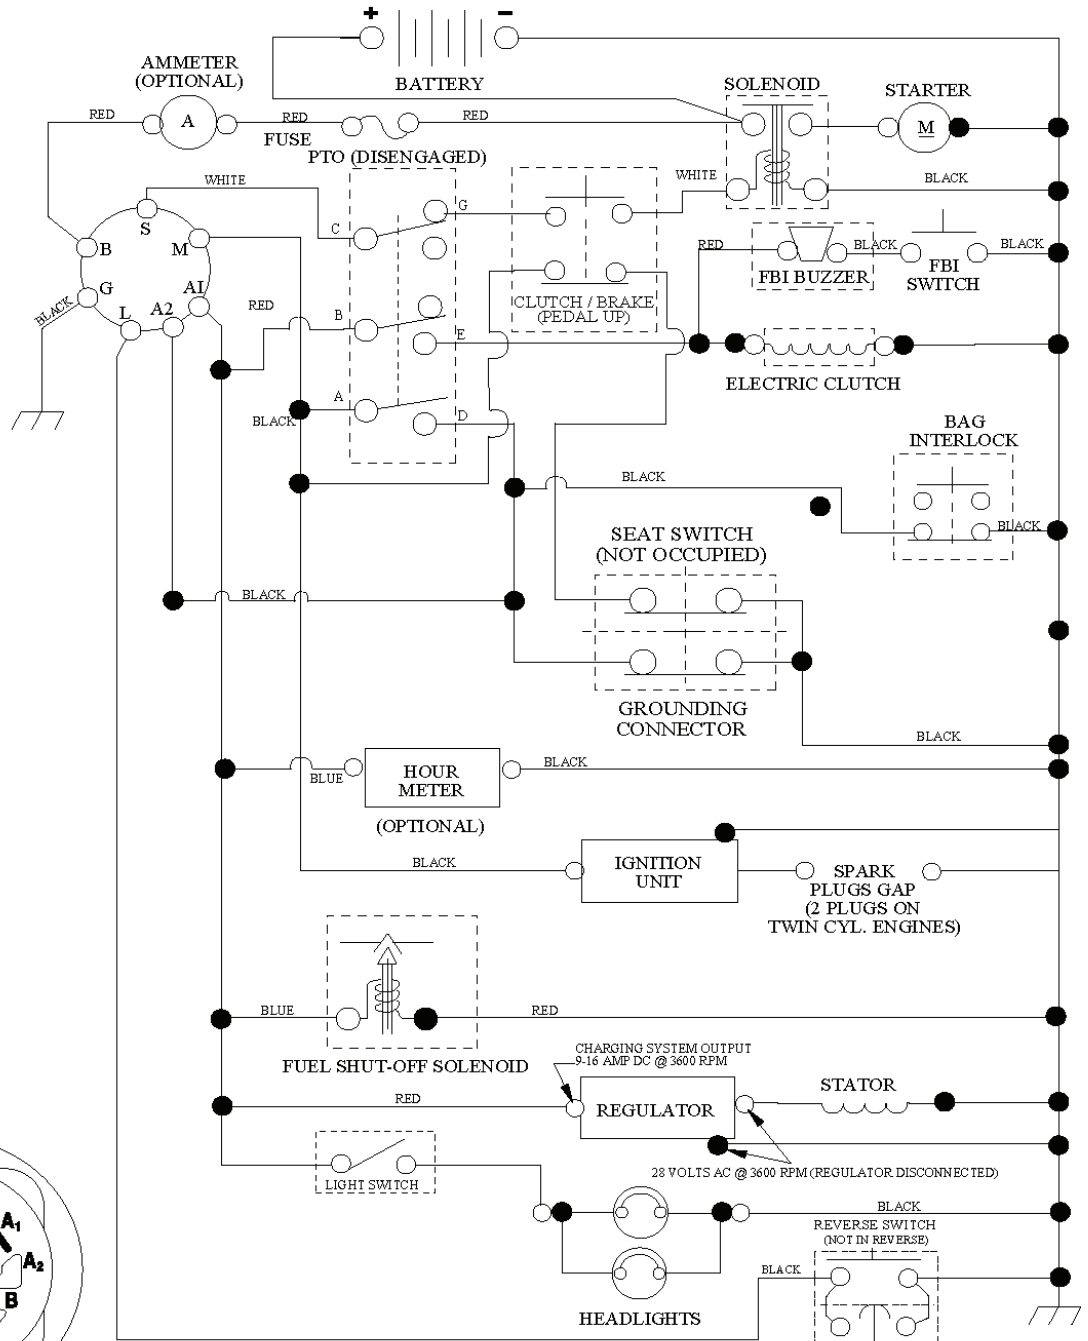 + −
BATTERY
AMMETER
(OPTIONAL)
SOLENOID
STARTER
RED
A
RED
FUSE
RED
M
PTO (DISENGAGED)
WHITE
WHITE
BLACK
S
G
C
B
M
RED
BLACK
BLACK
FBI BUZZER
FBI
SWITCH
G
A1
BLACK
L
A2
RED
B
CLUTCH / BRAKE
(PEDAL UP)
E
ELECTRIC CLUTCH
A
BLACK
D
BAG
INTERLOCK
BLACK
BLACK
SEAT SWITCH
(NOT OCCUPIED)
BLACK
GROUNDING
CONNECTOR
BLACK
BLUE
HOUR
METER
BLACK
(OPTIONAL)
BLACK
IGNITION
UNIT
SPARK
PLUGS GAP
(2 PLUGS ON
TWIN CYL. ENGINES)
BLUE
RED
FUEL SHUT-OFF SOLENOID
CHARGING SYSTEM OUTPUT
9-16 AMP DC @ 3600 RPM
RED
REGULATOR
STATOR
28 VOLTS AC @ 3600 RPM (REGULATOR DISCONNECTED)
LIGHT SWITCH
BLACK
REVERSE SWITCH
(NOT IN REVERSE)
BLACK
HEADLIGHTS
A1
A2
B